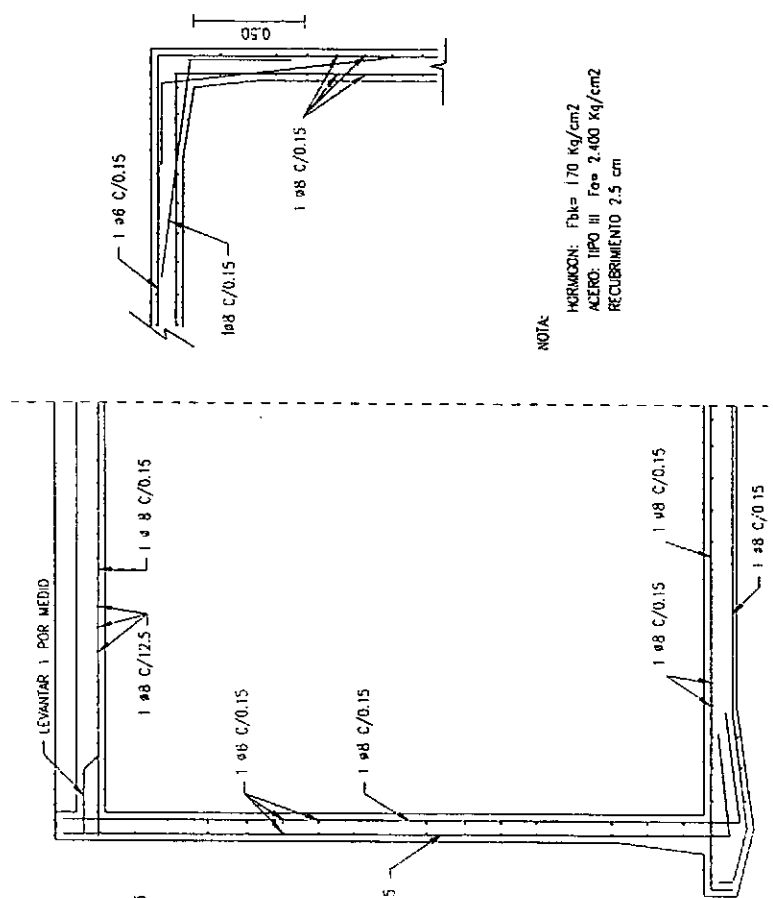 0.50
1 ø6 C/0.15
1ø8 C/0.15
1 ø8 C/0.15
NOTA:
HORMIGON: Fbk= 170 Kg/cm2
ACERO: TIPO III Fe= 2.400 Kg/cm2
RECUBRIMIENTO 2.5 cm
LEVANTAR 1 POR MEDIO
1 ø 8 C/0.15
1 ø8 C/12.5
1 ø6 C/0.15
1 ø8 C/0.15
1 ø8 C/0.15
1 ø8 C/0.15
1 ø8 C/0.15
5
5